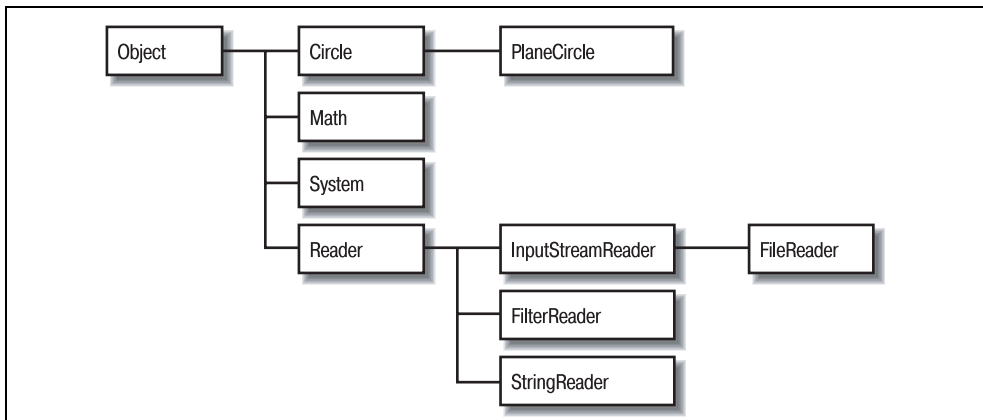 Object
Circle
PlaneCircle
Math
System
Reader
InputStreamReader
FileReader
FilterReader
StringReader